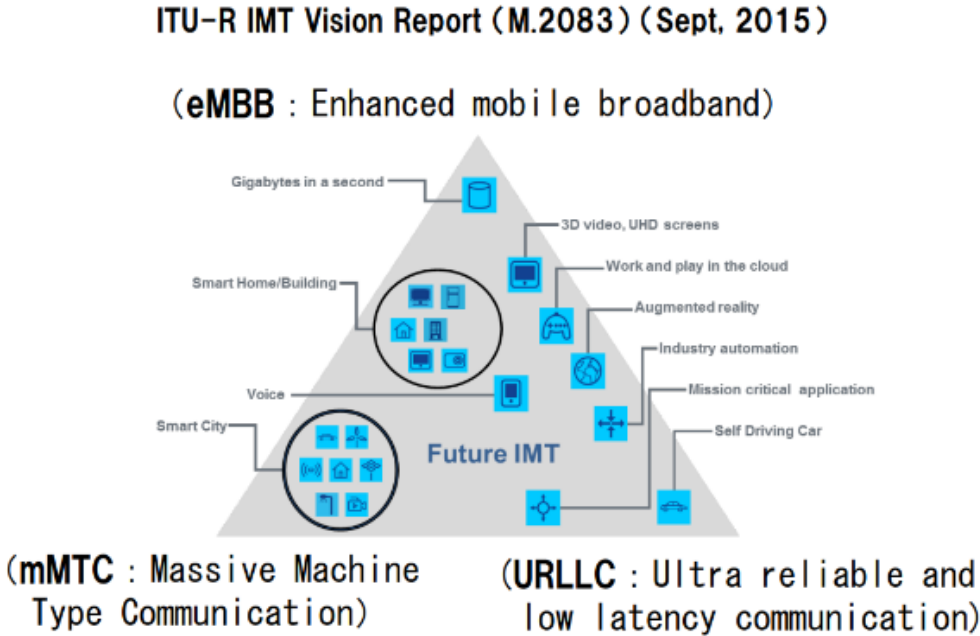 ITU-R IMT Vision Report (M.2083) (Sept, 2015)
(eMBB : Enhanced mobile broadband)
Gigabytes in a second
3D video, UHD screens
Work and play in the cloud
Smart Home/Building
Augmented reality
Industry automation
Mission critical application
Voice
Smart City
Self Driving Car
Future IMT
(mMTC : Massive Machine
Type Communication)
(URLLC : Ultra reliable and
low latency communication)